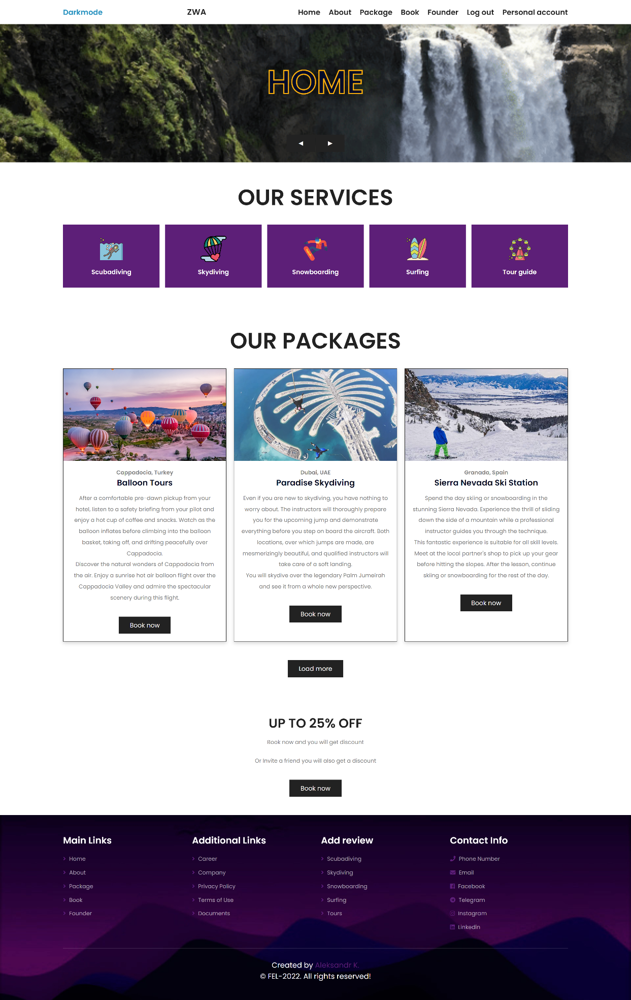 Darkmode
ZWA
Home About Package Book Founder Log out Personal account
HOME
OUR SERVICES
Scubadiving
Skydiving
Snowboarding
Surfing
Tour guide
OUR PACKAGES
Cappadocia, Turkey
Balloon Tours
After a comfortable pre-dawn pickup from your
hotel, listen to a safety briefing from your pilot and
enjoy a hot cup of coffee and snacks. Watch as the
balloon inflates before climbing into the balloon
basket, taking off, and drifting peacefully over
Cappadocia.
Discover the natural wonders of Cappadocia from
the air. Enjoy a sunrise hot air balloon flight over the
Cappadocia Valley and admire the spectacular
scenery during this flight.
Book now
Dubai, UAE
Paradise Skydiving
Even if you are new to skydiving, you have nothing to
worry about. The instructors will thoroughly prepare
you for the upcoming jump and demonstrate
everything before you step on board the aircraft. Both
locations, over which jumps are made, are
mesmerizingly beautiful, and qualified instructors will
take care of a soft landing.
You will skydive over the legendary Palm Jumeirah
and see it from a whole new perspective.
Book now
Granada, Spain
Sierra Nevada Ski Station
Spend the day skiing or snowboarding in the
stunning Sierra Nevada. Experience the thrill of sliding
down the side of a mountain while a professional
instructor guides you through the technique.
This fantastic experience is suitable for all skill levels.
Meet at the local partner's shop to pick up your gear
before hitting the slopes. After the lesson, continue
skiing or snowboarding for the rest of the day.
Book now
Load more
UP TO 25% OFF
Book now and you will get discount
Or Invite a friend you will also get a discount
Book now
Main Links
Home
About
Package
Book
Founder
Additional Links
Career
Company
Privacy Policy
Terms of Use
Documents
Add review
Scubadiving
Skydiving
Snowboarding
Surfing
Tours
Contact Info
Phone Number
Email
Facebook
Telegram
Instagram
Linkedin
Created by Aleksandr K.
© FEL-2022. All rights reserved!